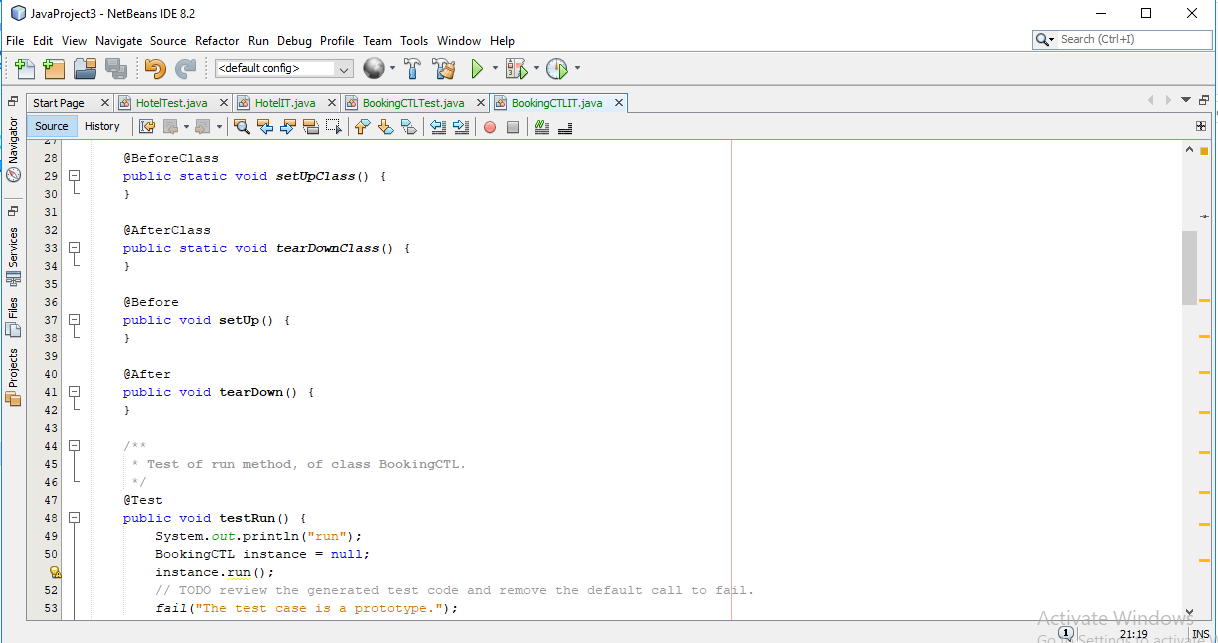 JavaProject3 - NetBeans IDE 8.2
File Edit View Navigate Source Refactor Run Debug Profile Team Tools Window Help
Search (Ctrl+I)
<default config>
Start Page HotelTest.java HotelIT.java BookingCTLTest.java BookingCTLIT.java
Source History
Navigator
Services
Files
Projects
27
28 @BeforeClass
29 public static void setUpClass() {
30 }
31
32 @AfterClass
33 public static void tearDownClass() {
34 }
35
36 @Before
37 public void setUp() {
38 }
39
40 @After
41 public void tearDown() {
42 }
43
44 /**
45 * Test of run method, of class BookingCTL.
46 */
47 @Test
48 public void testRun() {
49 System.out.println("run");
50 BookingCTL instance = null;
instance.run();
52 // TODO review the generated test code and remove the default call to fail.
53 fail("The test case is a prototype.");
Activate Windows
Go to Settings to activate
1 21:19 INS